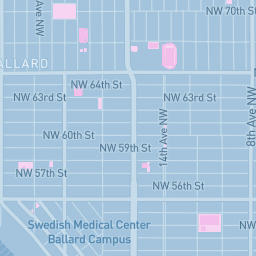 Ave NW
NW 70th St
BALLARD
NW 64th St
NW 63rd St
NW 63rd St
14th Ave NW
8th Ave NW
NW 60th St
NW 59th St
NW 57th St
NW 56th St
Swedish Medical Center
Ballard Campus